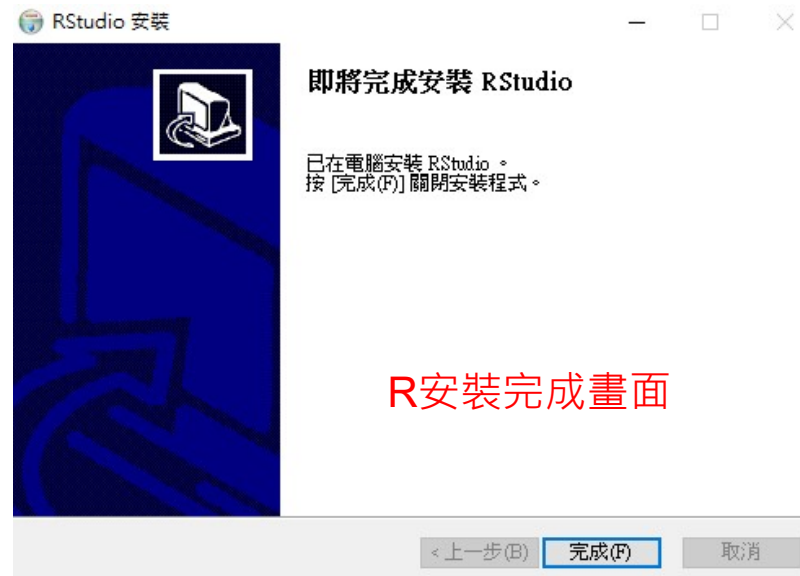 RStudio 安裝
即將完成安裝 RStudio
已在電腦安裝 RStudio。
按 [完成(F)] 關閉安裝程式。
R安裝完成畫面
< 上一步(B) 完成(F) 取消